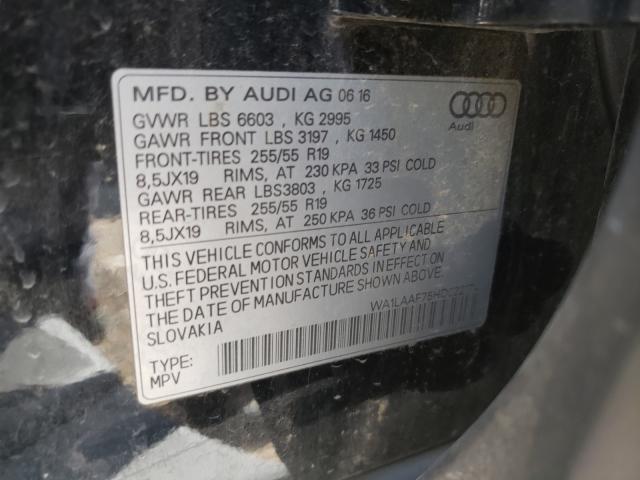 MFD. BY AUDI AG 06 16
GVWR LBS 6603 , KG 2995
GAWR FRONT LBS 3197 , KG 1450
FRONT-TIRES 255/55 R19
8,5JX19 RIMS, AT 230 KPA 33 PSI COLD
GAWR REAR LBS3803 , KG 1725
REAR-TIRES 255/55 R19
8,5JX19 RIMS, AT 250 KPA 36 PSI COLD
Audi
THIS VEHICLE CONFORMS TO ALL APPLICABLE
U.S. FEDERAL MOTOR VEHICLE SAFETY AND
THEFT PREVENTION STANDARDS IN EFFECT ON
THE DATE OF MANUFACTURE SHOWN ABOVE.
SLOVAKIA
TYPE:
MPV